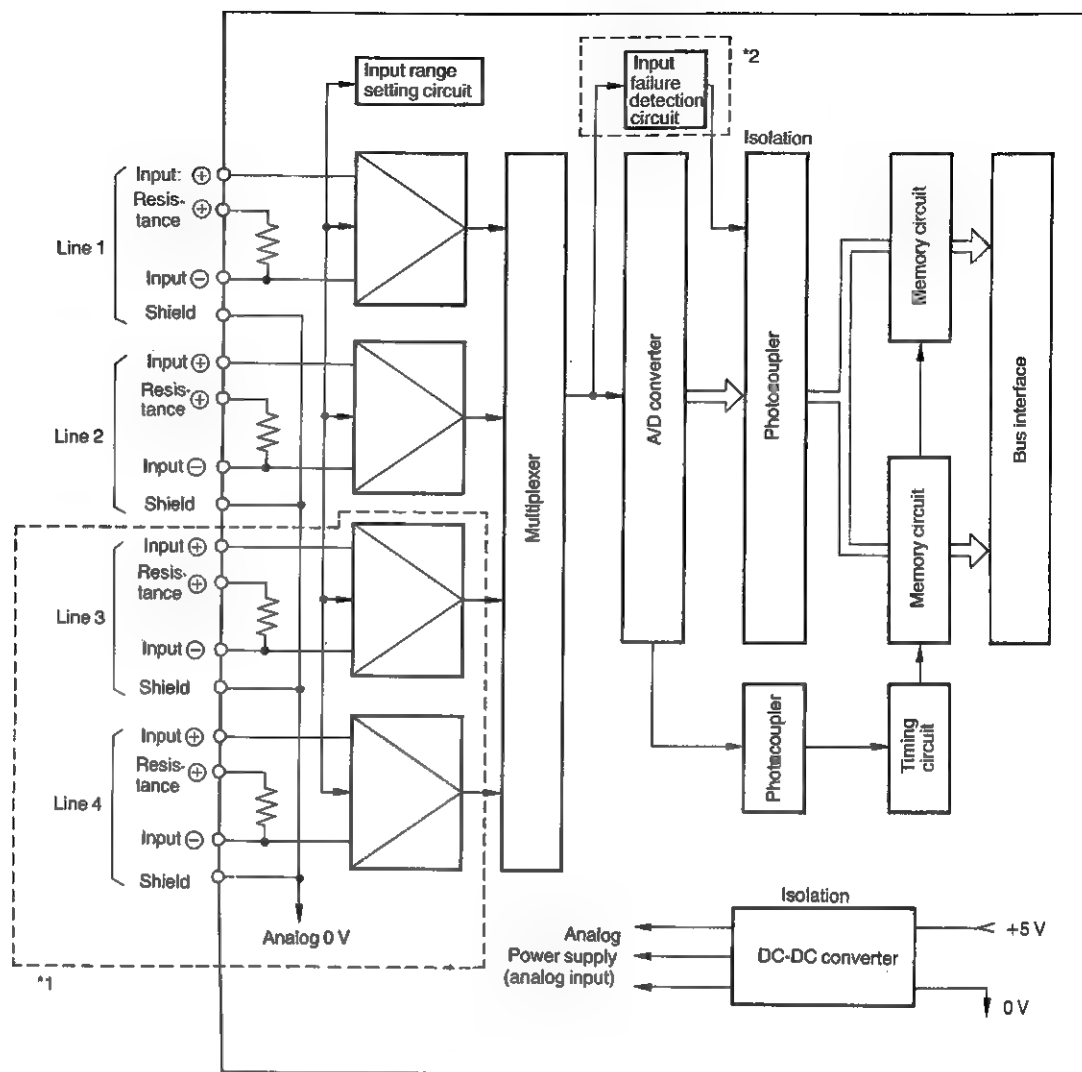 *2
Input range
setting circuit
Input
failure
detection
circuit
Isolation
Line 1
Input: ⊕
Resis-
tance ⊕
Input ⊖
Shield
Line 2
Input ⊕
Resis-
tance ⊕
Input ⊖
Shield
Line 3
Input ⊕
Resis-
tance ⊕
Input ⊖
Shield
Line 4
Input ⊕
Resis-
tance ⊕
Input ⊖
Shield
Analog 0 V
*1
Multiplexer
A/D converter
Photocoupler
Memory circuit
Memory circuit
Bus interface
Photacoupler
Timing
circuit
Isolation
Analog
Power supply
(analog input)
DC-DC converter
+5 V
0 V